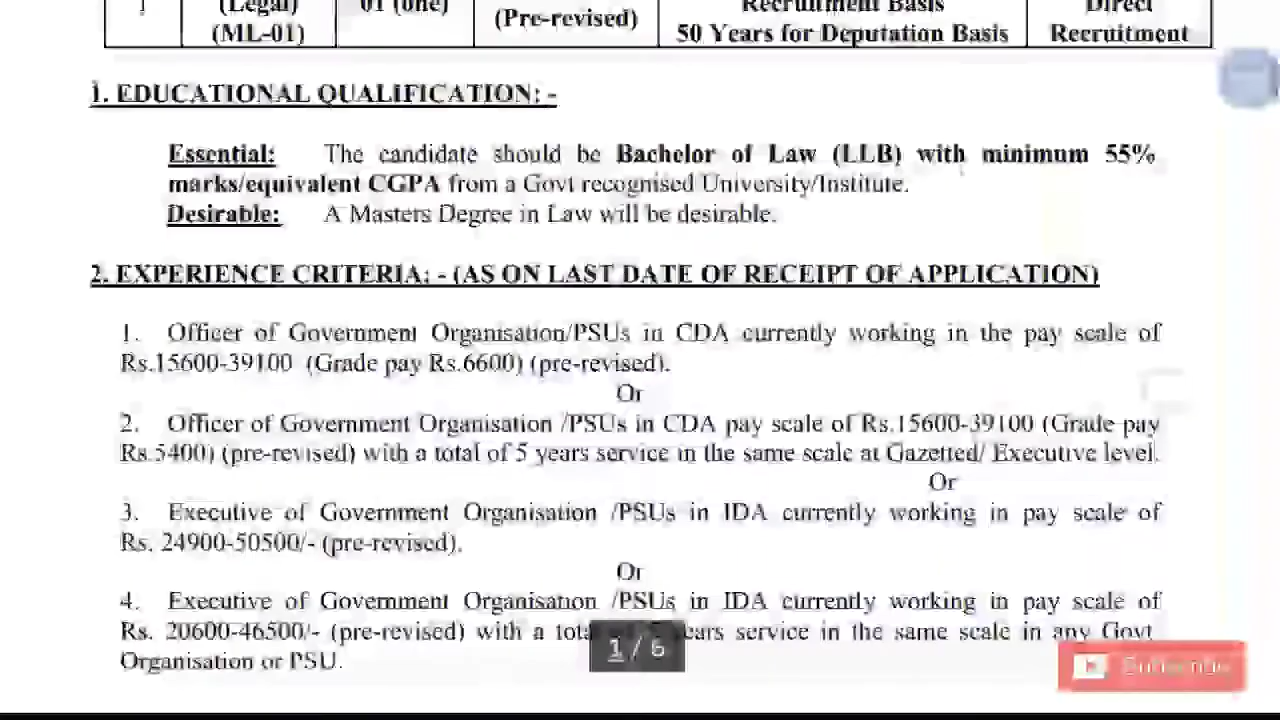 1 (Legal) 01 (one) Recruitment Basis Direct
(ML-01) (Pre-revised) 50 Years for Deputation Basis Recruitment
1. EDUCATIONAL QUALIFICATION: -
Essential: The candidate should be Bachelor of Law (LLB) with minimum 55%
marks/equivalent CGPA from a Govt recognised University/Institute.
Desirable: A Masters Degree in Law will be desirable.
2. EXPERIENCE CRITERIA: - (AS ON LAST DATE OF RECEIPT OF APPLICATION)
1. Officer of Government Organisation/PSUs in CDA currently working in the pay scale of
Rs.15600-39100 (Grade pay Rs.6600) (pre-revised).
Or
2. Officer of Government Organisation /PSUs in CDA pay scale of Rs.15600-39100 (Grade pay
Rs.5400) (pre-revised) with a total of 5 years service in the same scale at Gazetted/ Executive level.
Or
3. Executive of Government Organisation /PSUs in IDA currently working in pay scale of
Rs. 24900-50500/- (pre-revised).
Or
4. Executive of Government Organisation /PSUs in IDA currently working in pay scale of
Rs. 20600-46500/- (pre-revised) with a tota ears service in the same scale in any Govt.
Organisation or PSU.
1 / 6
Subscribe